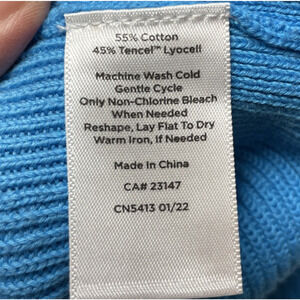 55% Cotton
45% Tencel™ Lyocell
Machine Wash Cold
Gentle Cycle
Only Non-Chlorine Bleach
When Needed
Reshape, Lay Flat To Dry
Warm Iron, If Needed
Made In China
CA# 23147
CN5413 01/22